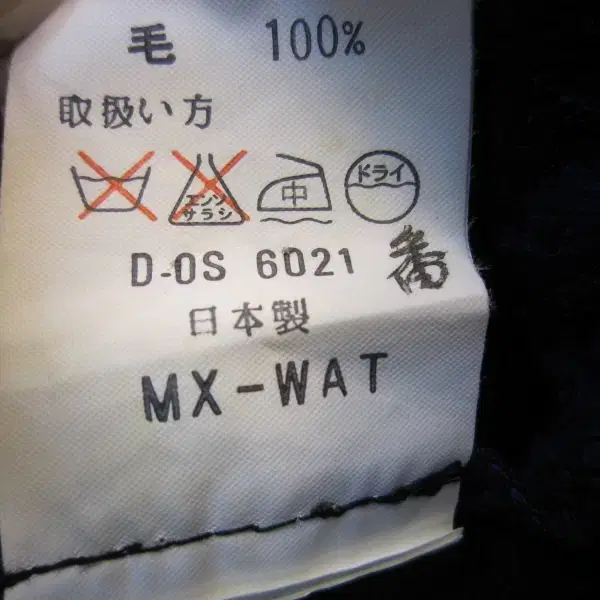 毛 100%
取扱い方
エンソ
サラシ
中
ドライ
D-0S 6021
日本製
MX-WAT